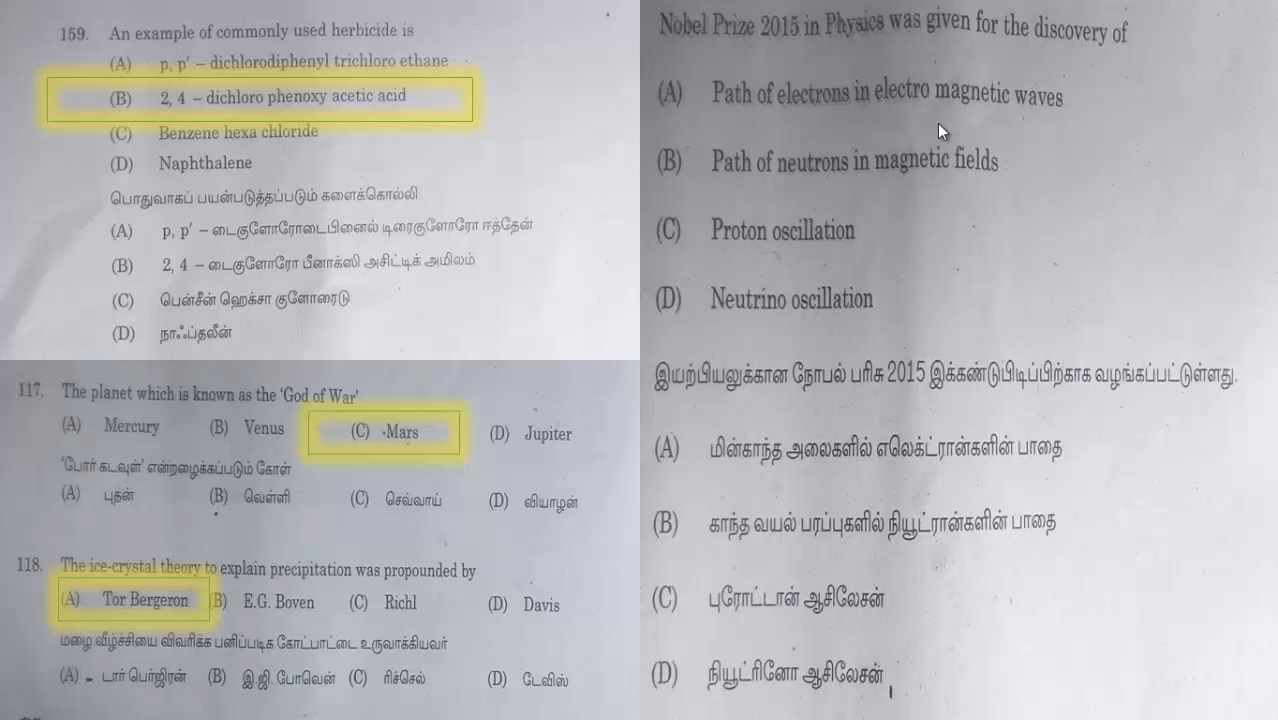 159. An example of commonly used herbicide is
(A) p, p' – dichlorodiphenyl trichloro ethane
(B) 2, 4 – dichloro phenoxy acetic acid
(C) Benzene hexa chloride
(D) Naphthalene
பொதுவாகப் பயன்படுத்தப்படும் களைக்கொல்லி
(A) p, p' – டைகுளோரோடைபினைல் டிரைகுளோரோ ஈத்தேன்
(B) 2, 4 – டைகுளோரோ பீனாக்ஸி அசிட்டிக் அமிலம்
(C) பென்சீன் ஹெக்சா குளோரைடு
(D) நாஃப்தலீன்
117. The planet which is known as the 'God of War'
(A) Mercury (B) Venus (C) Mars (D) Jupiter
'போர் கடவுள்' என்றழைக்கப்படும் கோள்
(A) புதன் (B) வெள்ளி (C) செவ்வாய் (D) வியாழன்
118. The ice-crystal theory to explain precipitation was propounded by
(A) Tor Bergeron (B) E.G. Boven (C) Richl (D) Davis
மழை வீழ்ச்சியை விவரிக்க பனிப்படிக கோட்பாட்டை உருவாக்கியவர்
(A) டார் பெர்ஜிரன் (B) இ.ஜி. போவென் (C) ரிச்செல் (D) டேவிஸ்
Nobel Prize 2015 in Physics was given for the discovery of
(A) Path of electrons in electro magnetic waves
(B) Path of neutrons in magnetic fields
(C) Proton oscillation
(D) Neutrino oscillation
இயற்பியலுக்கான நோபல் பரிசு 2015 இக்கண்டுபிடிப்பிற்காக வழங்கப்பட்டுள்ளது.
(A) மின்காந்த அலைகளில் எலெக்ட்ரான்களின் பாதை
(B) காந்த வயல் பரப்புகளில் நியூட்ரான்களின் பாதை
(C) புரோட்டான் ஆசிலேசன்
(D) நியூட்ரினோ ஆசிலேசன்